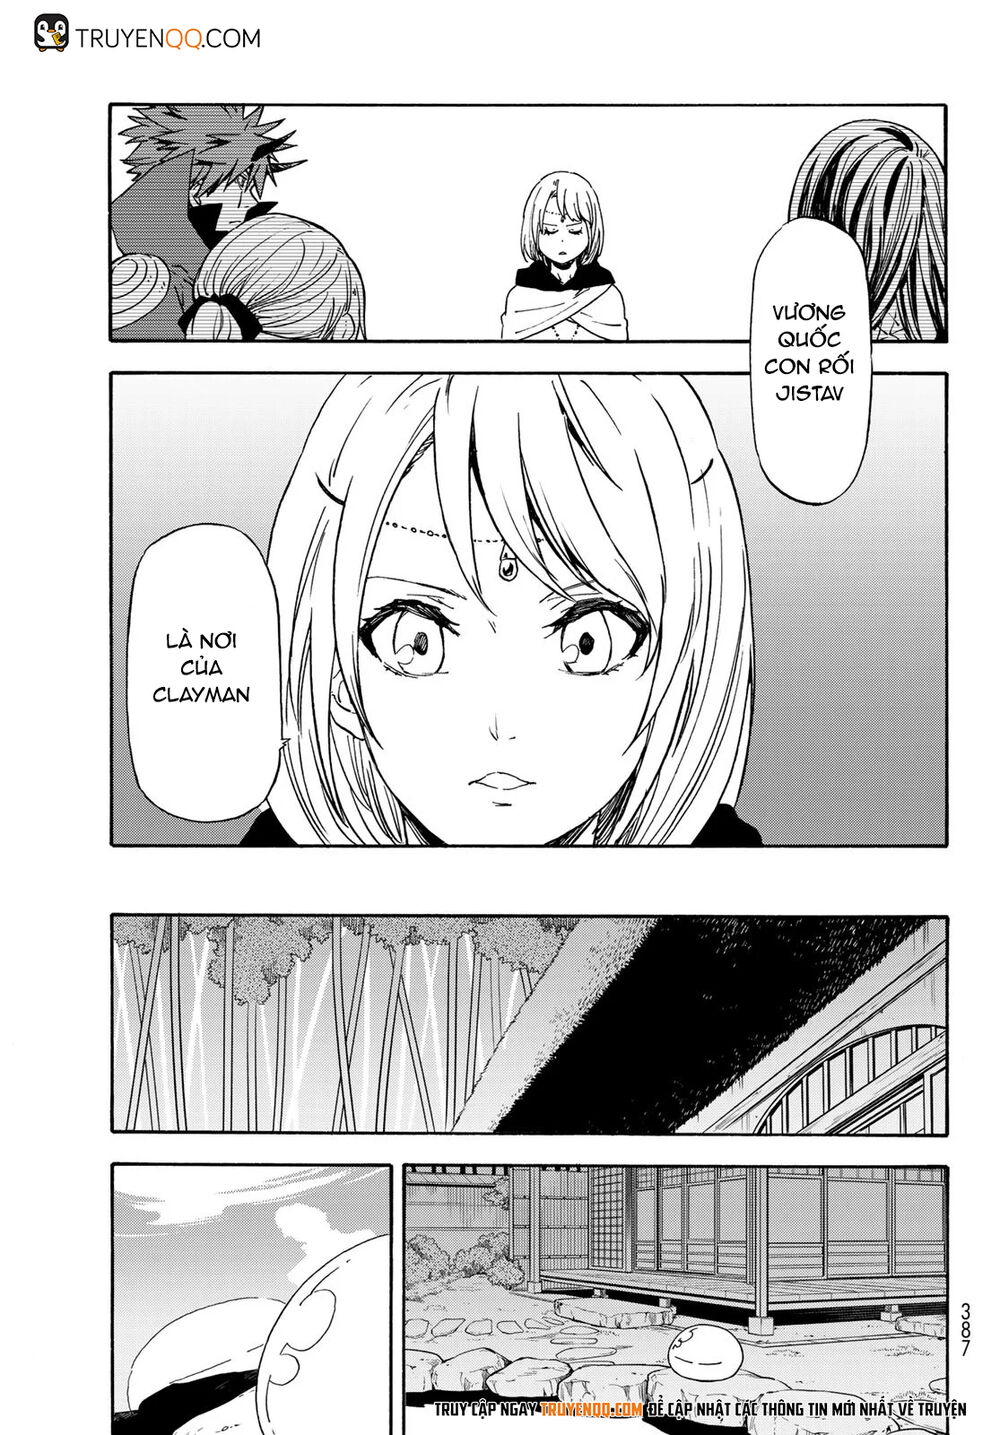 TRUYENQQ.COM
VƯƠNG
QUỐC
CON RỐI
JISTAV
LÀ NƠI
CỦA
CLAYMAN
387
TRUY CẬP NGAY TRUYENQQ.COM ĐỂ CẬP NHẬT CÁC THÔNG TIN MỚI NHẤT VỀ TRUYỆN